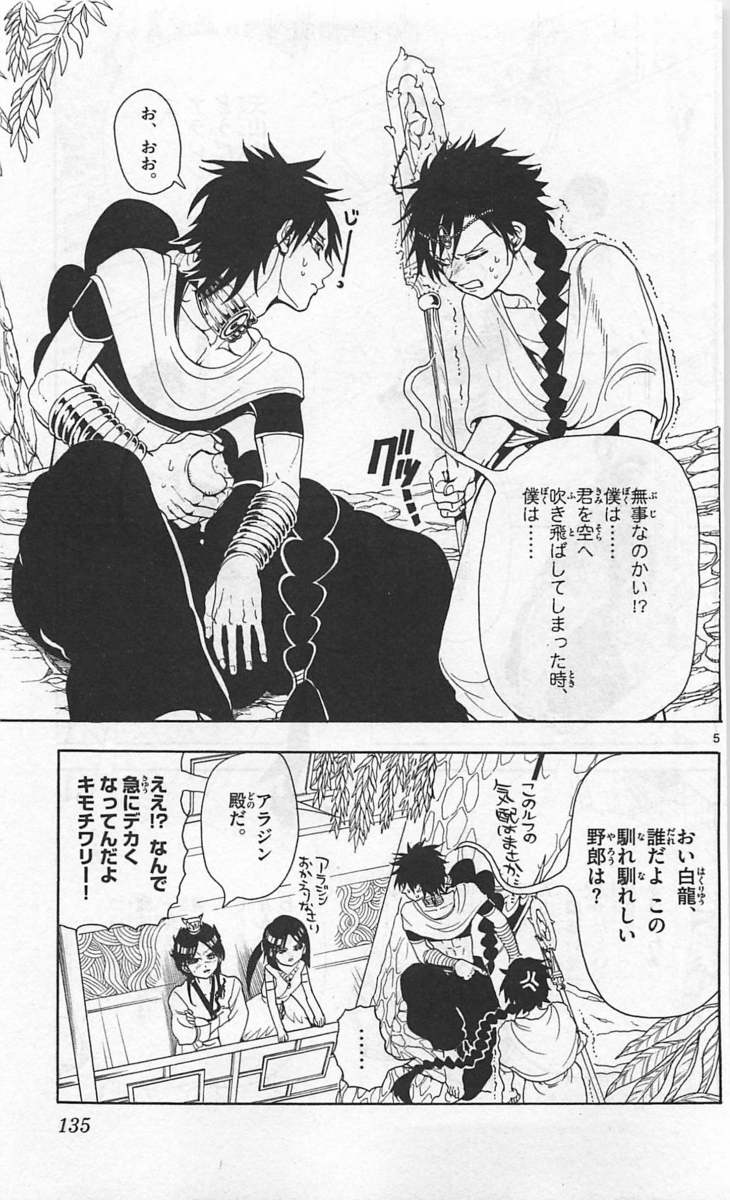 無事なのかい!?
僕は……
君を空へ
吹き飛ばしてしまった時、
僕は……
グッ…
じーっ
お、おお。
5
おい白龍、
誰だよ この
馴れ馴れしい
野郎は?
このルフの
気配はまさか…
アラジン
殿だ。
アラジン
おかえりなさい
ええ!? なんで
急にデカく
なってんだよ
キモチワリー!
……
135